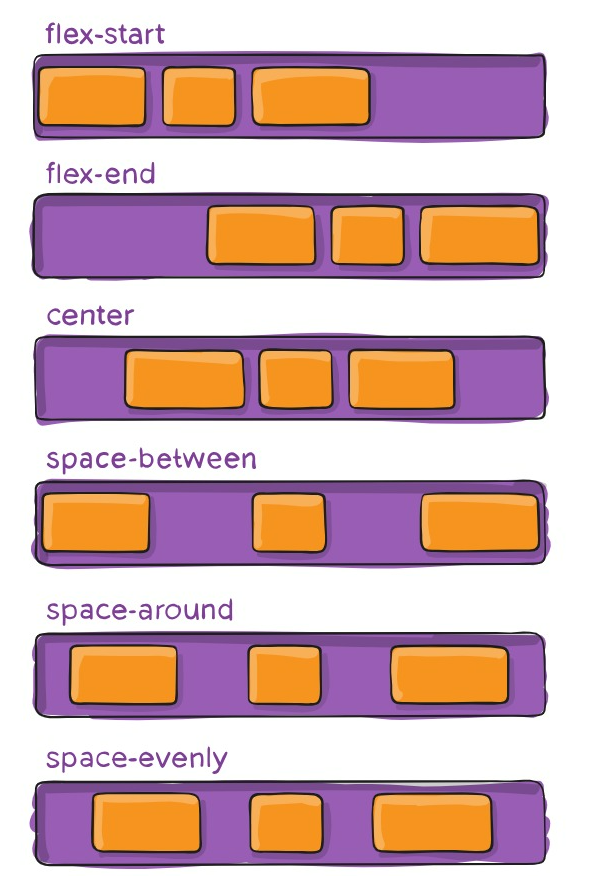 flex-start
flex-end
center
space-between
space-around
space-evenly